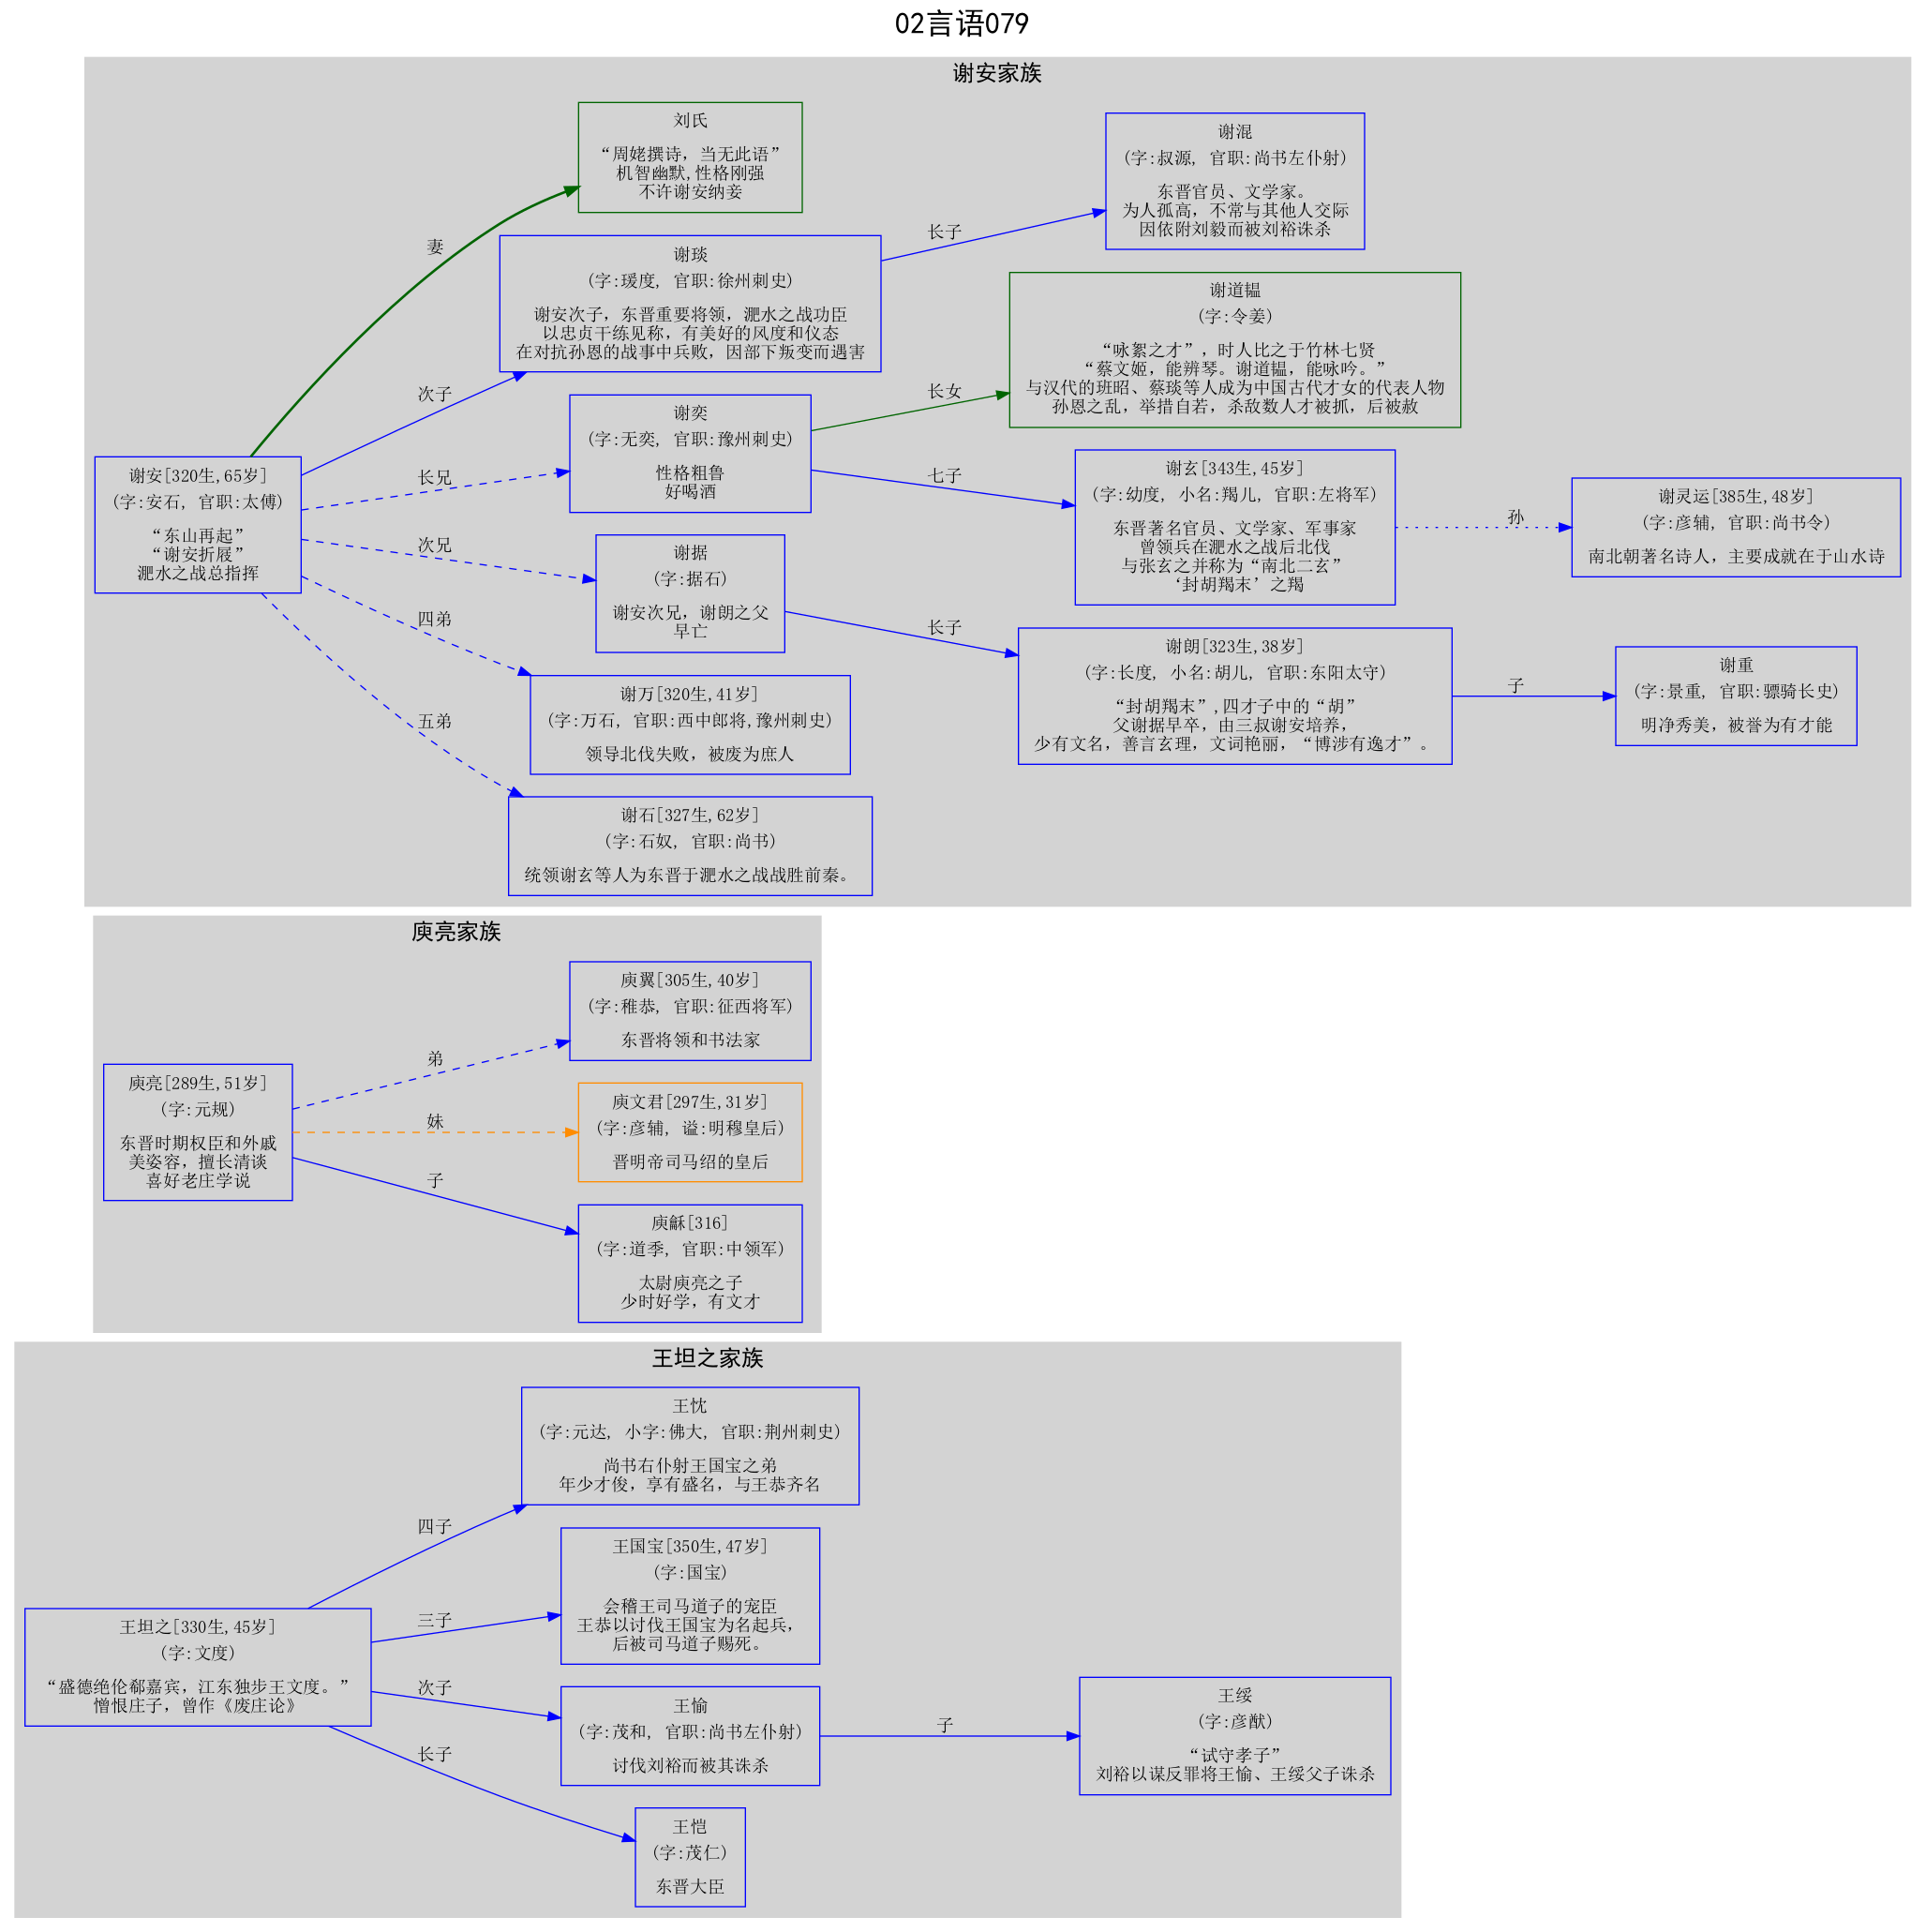 02言语079
谢安家族
刘氏
“周姥撰诗，当无此语”
机智幽默,性格刚强
不许谢安纳妾
妻
谢混
(字:叔源, 官职:尚书左仆射)
东晋官员、文学家。
为人孤高，不常与其他人交际
因依附刘毅而被刘裕诛杀
长子
谢琰
(字:瑗度, 官职:徐州刺史)
谢安次子，东晋重要将领，淝水之战功臣
以忠贞干练见称，有美好的风度和仪态
在对抗孙恩的战事中兵败，因部下叛变而遇害
次子
谢道韫
(字:令姜)
“咏絮之才”，时人比之于竹林七贤
“蔡文姬，能辨琴。谢道韫，能咏吟。”
与汉代的班昭、蔡琰等人成为中国古代才女的代表人物
孙恩之乱，举措自若，杀敌数人才被抓，后被赦
长女
谢奕
(字:无奕, 官职:豫州刺史)
性格粗鲁
好喝酒
长兄
七子
谢玄[343生,45岁]
(字:幼度, 小名:羯儿, 官职:左将军)
东晋著名官员、文学家、军事家
曾领兵在淝水之战后北伐
与张玄之并称为“南北二玄”
‘封胡羯末’之羯
孙
谢灵运[385生,48岁]
(字:彦辅, 官职:尚书令)
南北朝著名诗人，主要成就在于山水诗
谢安[320生,65岁]
(字:安石, 官职:太傅)
“东山再起”
“谢安折屐”
淝水之战总指挥
次兄
谢据
(字:据石)
谢安次兄，谢朗之父
早亡
长子
谢朗[323生,38岁]
(字:长度, 小名:胡儿, 官职:东阳太守)
“封胡羯末”,四才子中的“胡”
父谢据早卒，由三叔谢安培养，
少有文名，善言玄理，文词艳丽，“博涉有逸才”。
子
谢重
(字:景重, 官职:骠骑长史)
明净秀美，被誉为有才能
四弟
谢万[320生,41岁]
(字:万石, 官职:西中郎将,豫州刺史)
领导北伐失败，被废为庶人
五弟
谢石[327生,62岁]
(字:石奴, 官职:尚书)
统领谢玄等人为东晋于淝水之战战胜前秦。
庾亮家族
庾翼[305生,40岁]
(字:稚恭, 官职:征西将军)
东晋将领和书法家
弟
庾亮[289生,51岁]
(字:元规)
东晋时期权臣和外戚
美姿容，擅长清谈
喜好老庄学说
妹
庾文君[297生,31岁]
(字:彦辅, 谥:明穆皇后)
晋明帝司马绍的皇后
子
庾龢[316]
(字:道季, 官职:中领军)
太尉庾亮之子
少时好学，有文才
王坦之家族
王忱
(字:元达, 小字:佛大, 官职:荆州刺史)
尚书右仆射王国宝之弟
年少才俊，享有盛名，与王恭齐名
四子
王国宝[350生,47岁]
(字:国宝)
会稽王司马道子的宠臣
王恭以讨伐王国宝为名起兵，
后被司马道子赐死。
三子
王坦之[330生,45岁]
(字:文度)
“盛德绝伦郗嘉宾，江东独步王文度。”
憎恨庄子，曾作《废庄论》
次子
王愉
(字:茂和, 官职:尚书左仆射)
讨伐刘裕而被其诛杀
子
王绥
(字:彦猷)
“试守孝子”
刘裕以谋反罪将王愉、王绥父子诛杀
长子
王恺
(字:茂仁)
东晋大臣